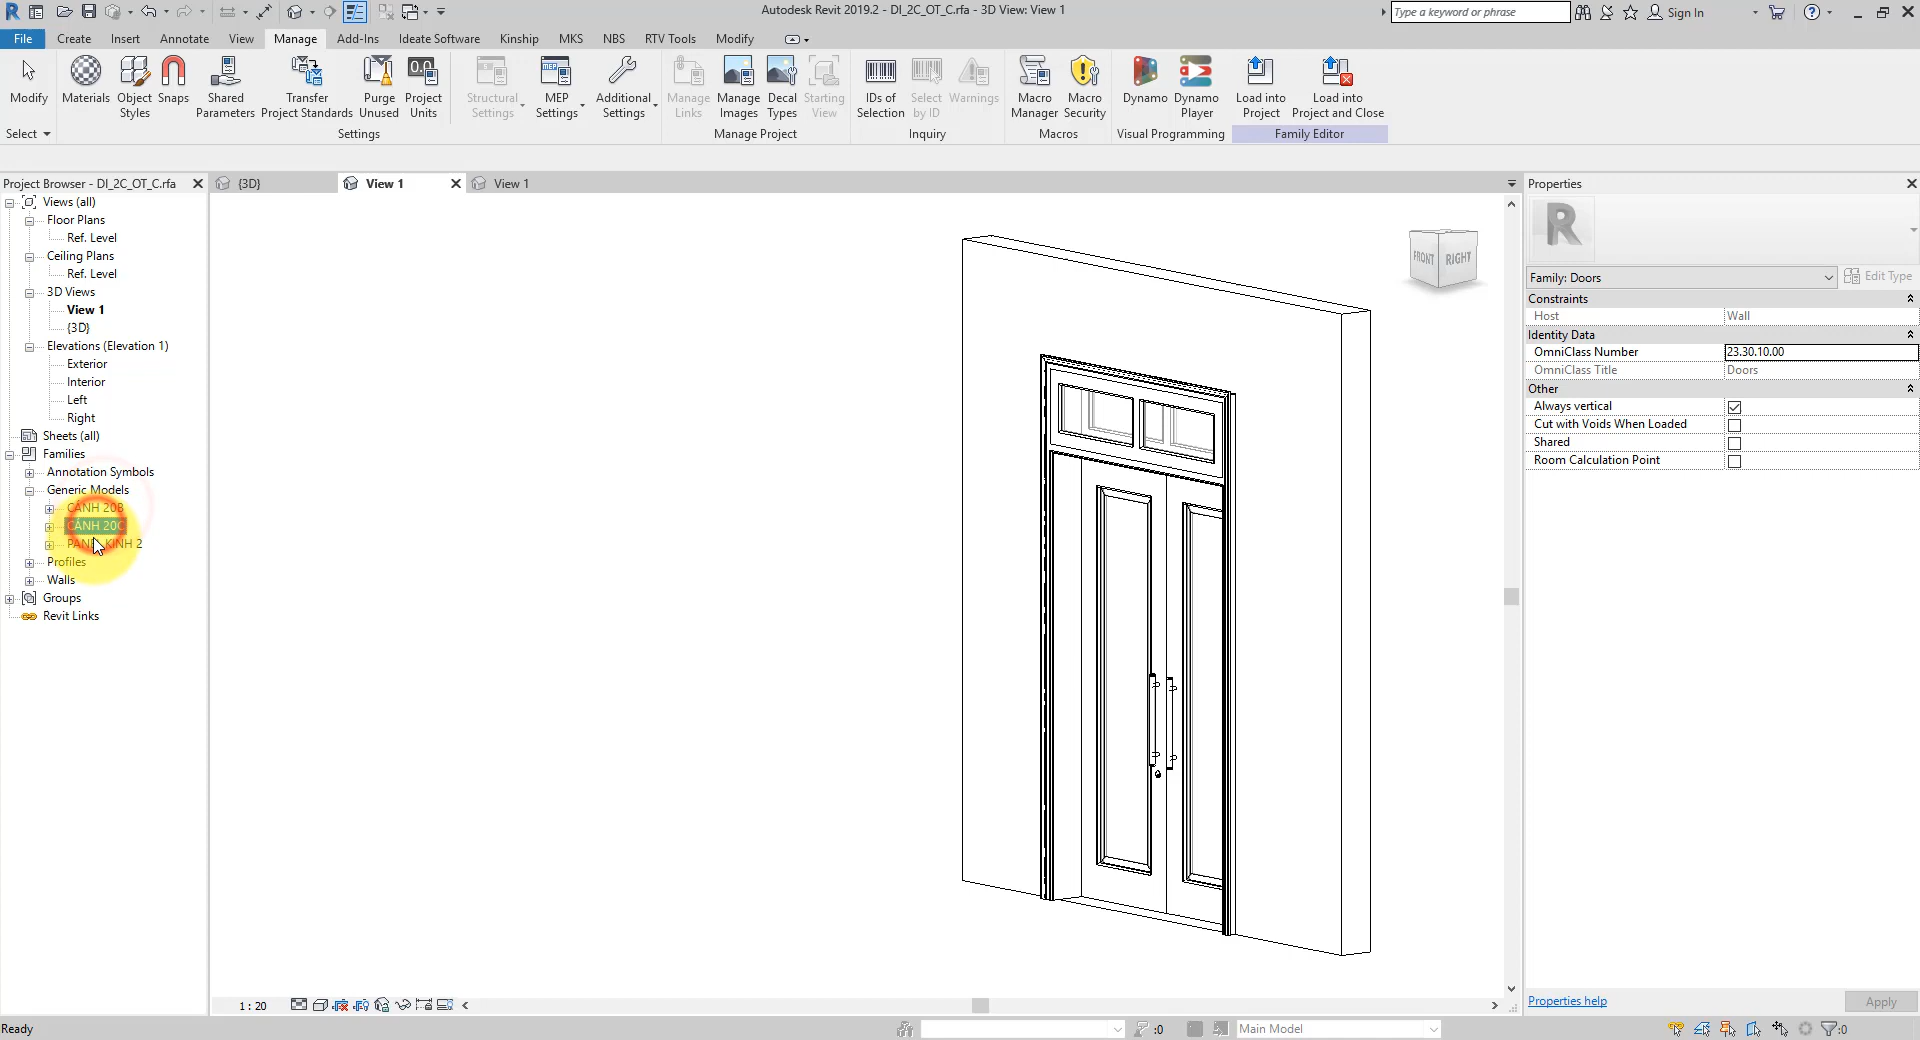 Autodesk Revit 2019.2 - DI_2C_OT_C.rfa - 3D View: View 1
Type a keyword or phrase
Sign In
File Create Insert Annotate View Manage Add-Ins Ideate Software Kinship MKS NBS RTV Tools Modify
Modify
Materials
Object Styles
Snaps
Shared Parameters
Transfer Project Standards
Purge Unused
Project Units
Structural Settings
MEP Settings
Additional Settings
Manage Links
Manage Images
Decal Types
Starting View
IDs of Selection
Select by ID
Warnings
Macro Manager
Macro Security
Dynamo
Dynamo Player
Load into Project
Load into Project and Close
Select
Settings
Manage Project
Inquiry
Macros
Visual Programming
Family Editor
Project Browser - DI_2C_OT_C.rfa
{3D}
View 1
View 1
Views (all)
Floor Plans
Ref. Level
Ceiling Plans
Ref. Level
3D Views
View 1
{3D}
Elevations (Elevation 1)
Exterior
Interior
Left
Right
Sheets (all)
Families
Annotation Symbols
Generic Models
CÁNH 20B
CÁNH 20C
KINH 2
Profiles
Walls
Groups
Revit Links
FRONT
RIGHT
Properties
R
Family: Doors
Edit Type
Constraints
Host Wall
Identity Data
OmniClass Number 23.30.10.00
OmniClass Title Doors
Other
Always vertical
Cut with Voids When Loaded
Shared
Room Calculation Point
Properties help
Apply
1 : 20
Ready
:0
Main Model
:0